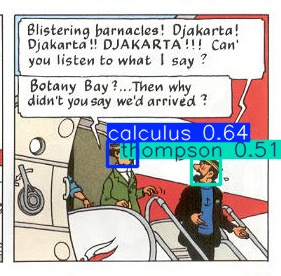 Blistering barnacles! Djakarta!
Djakarta!! DJAKARTA!!! Can'
you listen to what I say?
Botany Bay?...Then why
didn't you say we'd arrived?
calculus 0.64
thompson 0.51